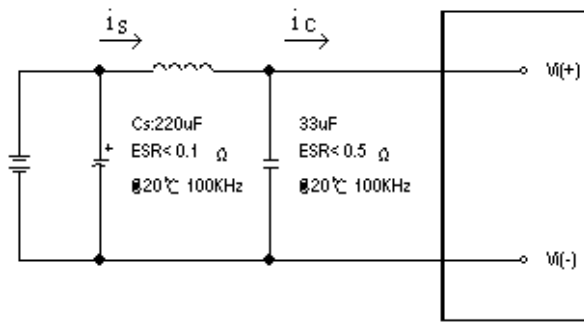 is
ic
Vi(+)
Cs:220uF
ESR<0.1 Ω
@20℃ 100KHz
33uF
ESR<0.5 Ω
@20℃ 100KHz
+
Vi(-)